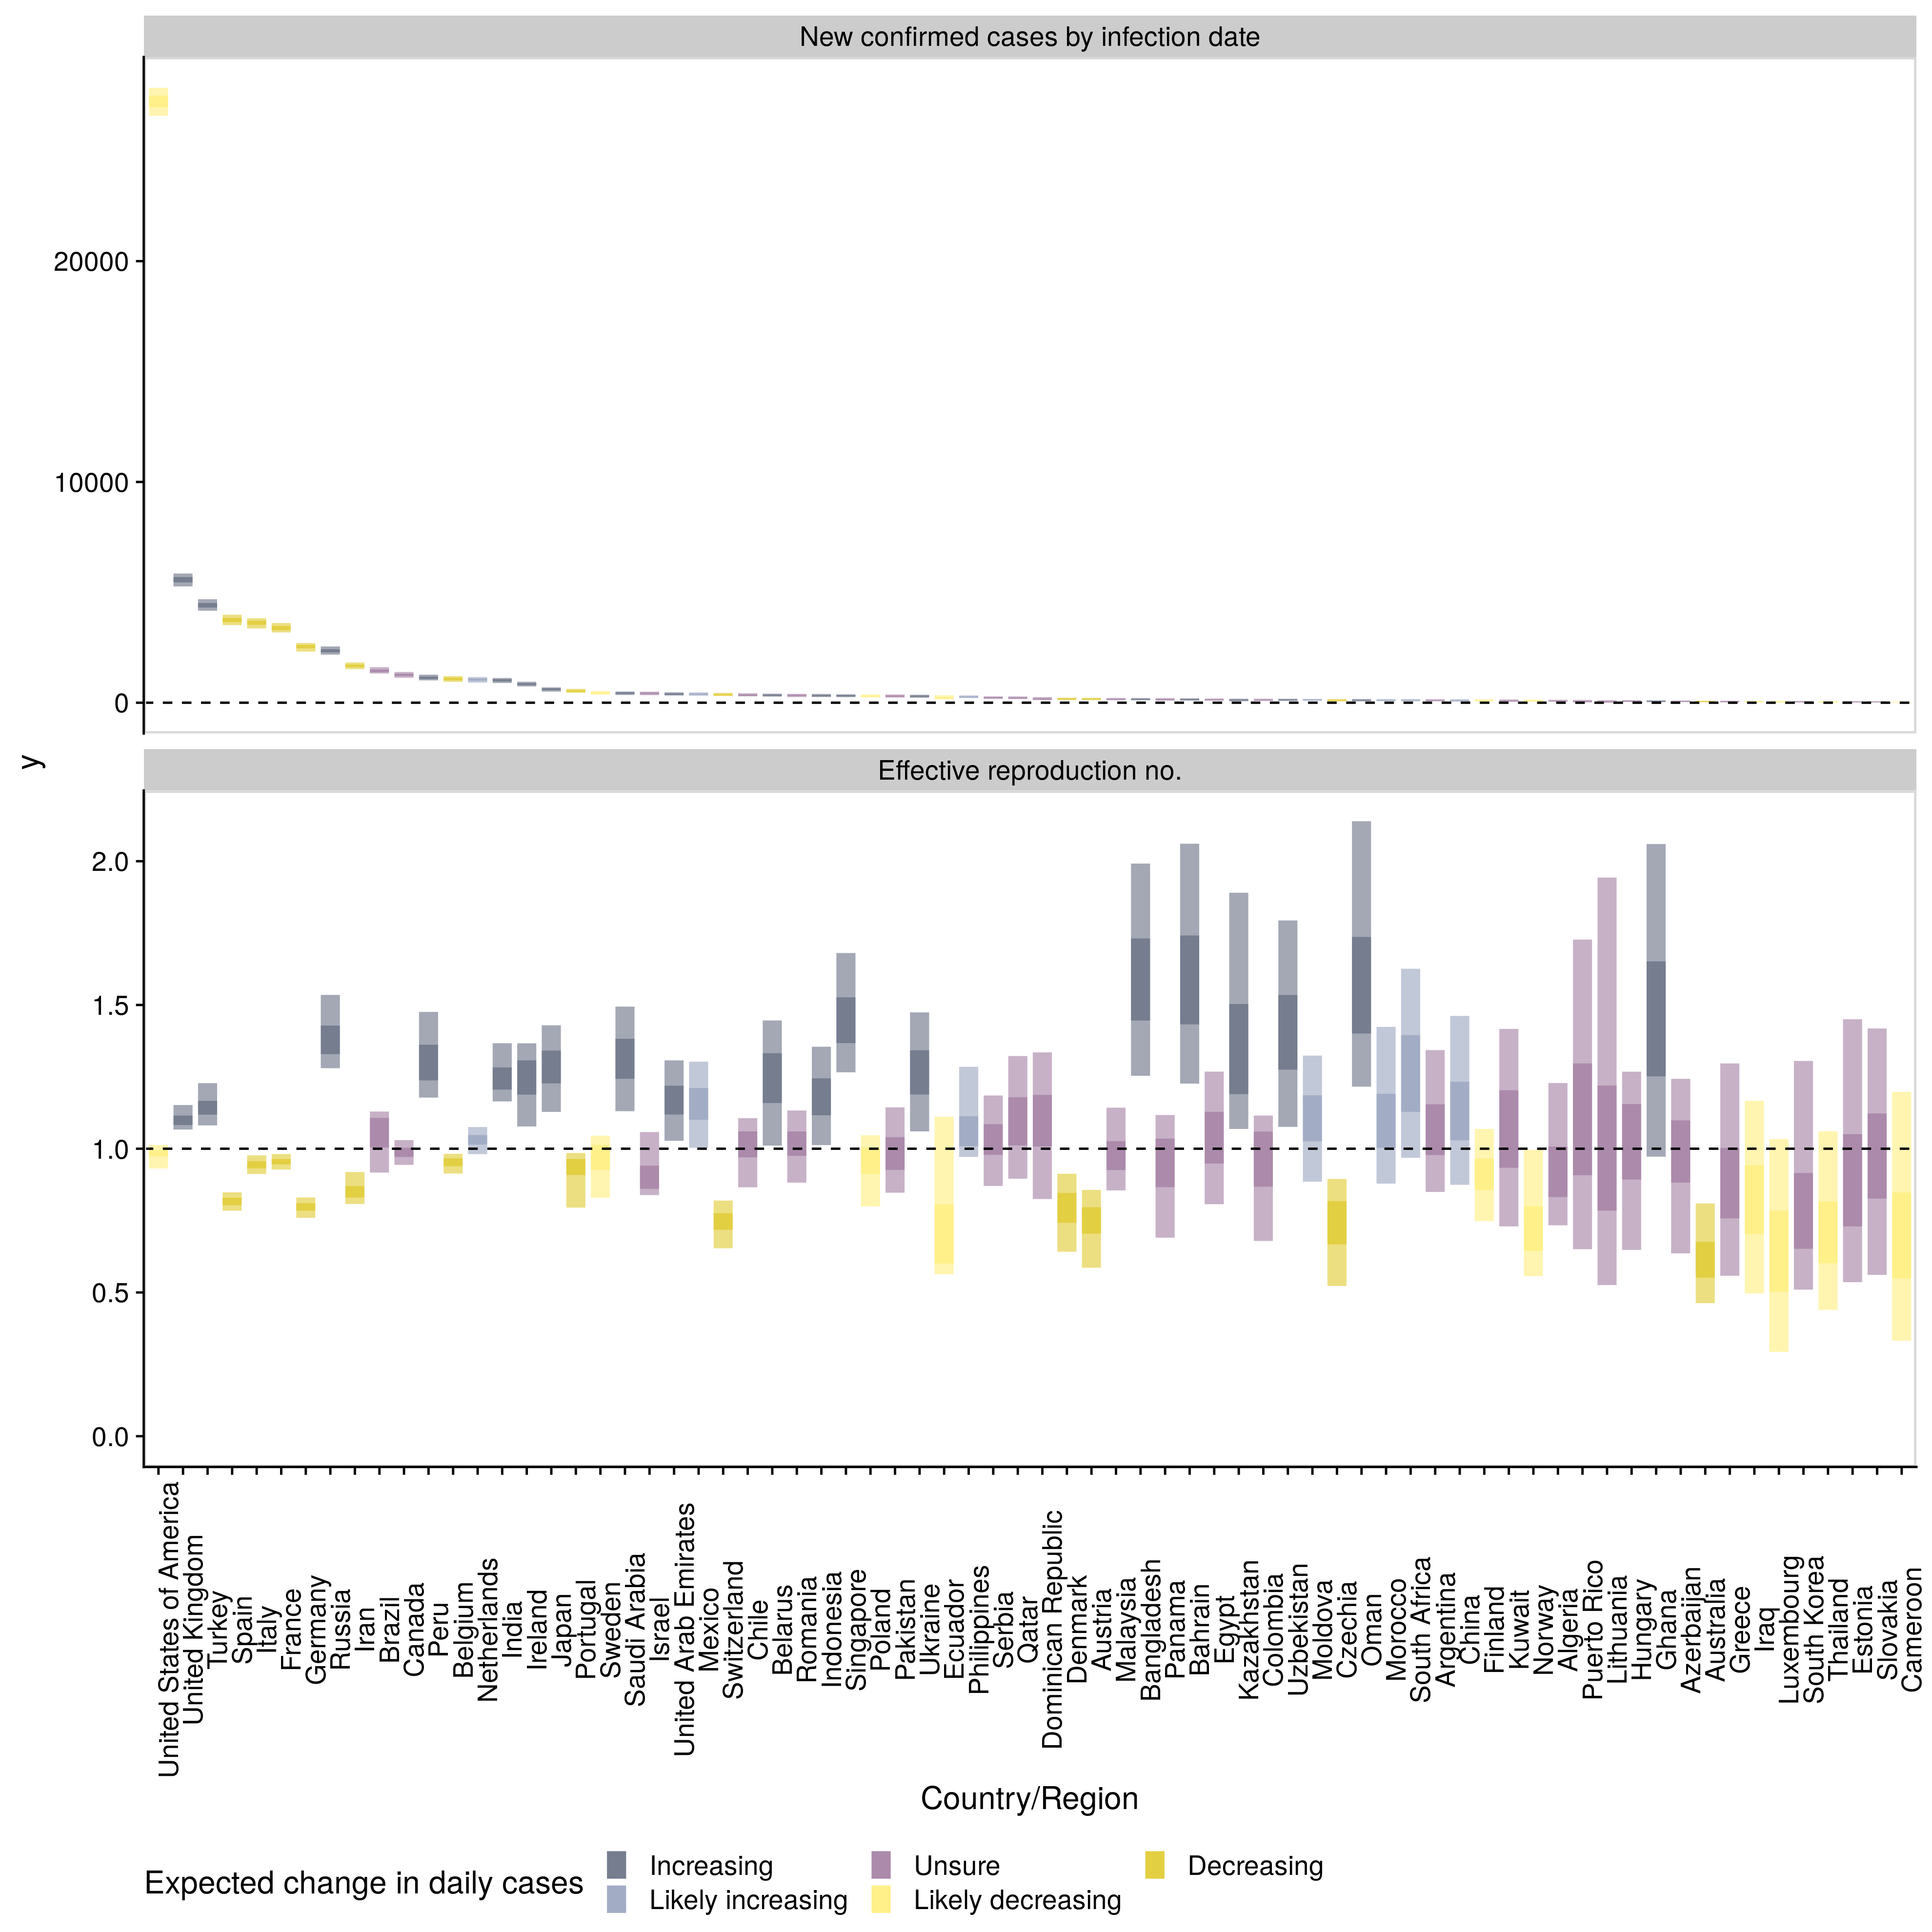 New confirmed cases by infection date
20000
10000
0
y
Effective reproduction no.
2.0
1.5
1.0
0.5
0.0
United States of America
United Kingdom
Turkey
Spain
Italy
France
Germany
Russia
Iran
Brazil
Canada
Peru
Belgium
Netherlands
India
Ireland
Japan
Portugal
Sweden
Saudi Arabia
Israel
United Arab Emirates
Mexico
Switzerland
Chile
Belarus
Romania
Indonesia
Singapore
Poland
Pakistan
Ukraine
Ecuador
Philippines
Serbia
Qatar
Dominican Republic
Denmark
Austria
Malaysia
Bangladesh
Panama
Bahrain
Egypt
Kazakhstan
Colombia
Uzbekistan
Moldova
Czechia
Oman
Morocco
South Africa
Argentina
China
Finland
Kuwait
Norway
Algeria
Puerto Rico
Lithuania
Hungary
Ghana
Azerbaijan
Australia
Greece
Iraq
Luxembourg
South Korea
Thailand
Estonia
Slovakia
Cameroon
Country/Region
Expected change in daily cases
Increasing
Likely increasing
Unsure
Likely decreasing
Decreasing